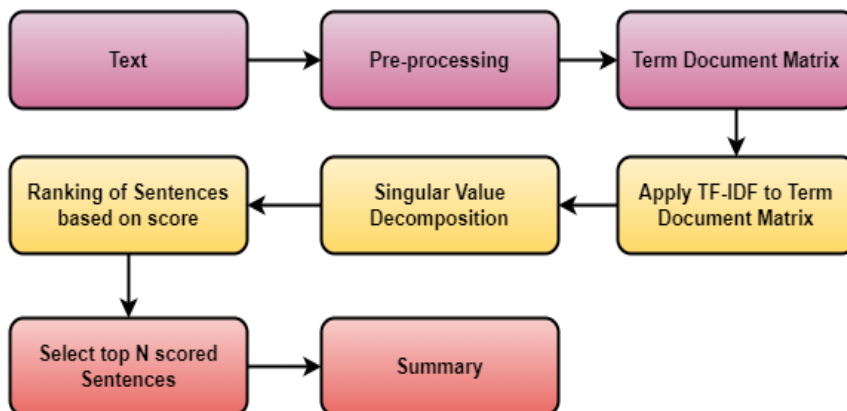 Text
Pre-processing
Term Document Matrix
Ranking of Sentences
based on score
Singular Value
Decomposition
Apply TF-IDF to Term
Document Matrix
Select top N scored
Sentences
Summary